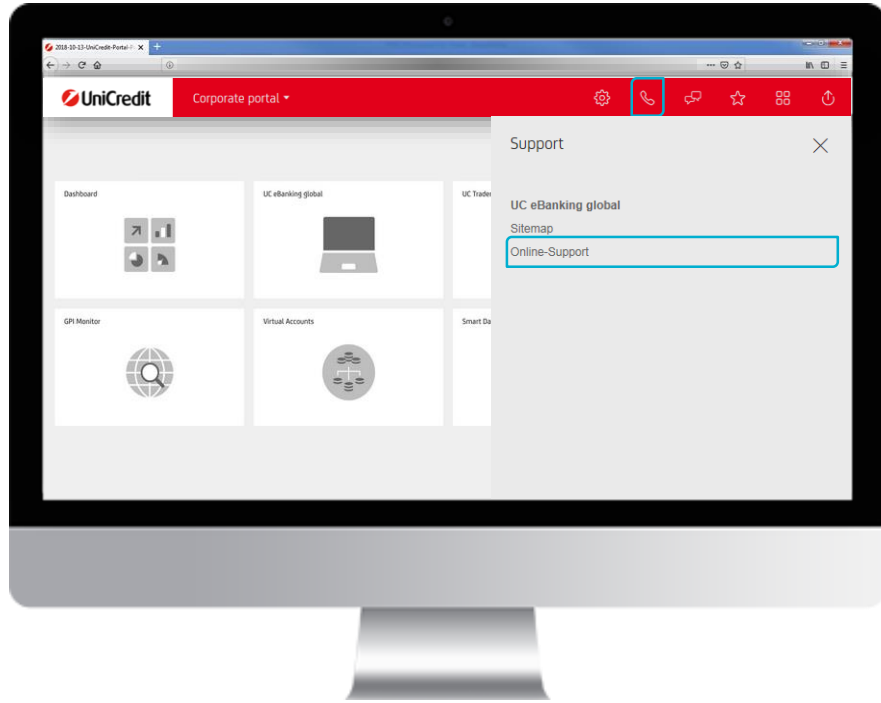 2018-10-13-UniCredit-Portal-P
UniCredit
Corporate portal
Support
UC eBanking global
Sitemap
Online-Support
Dashboard
UC eBanking global
UC Trader
GPI Monitor
Virtual Accounts
Smart Da